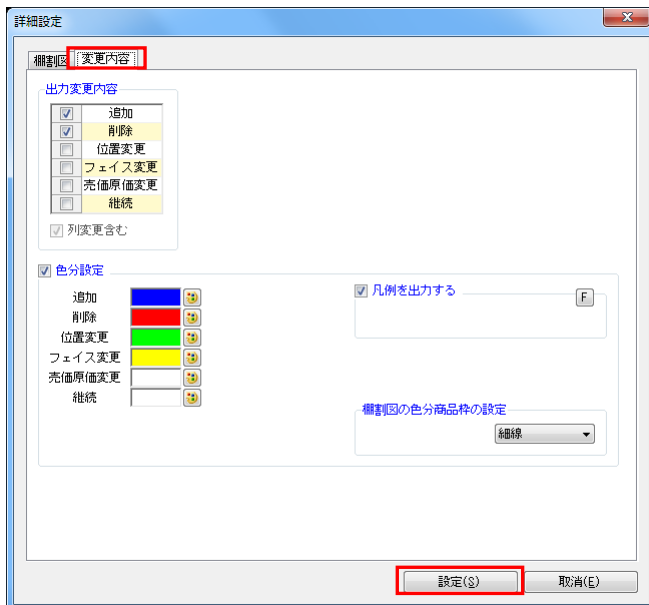 詳細設定
棚割図 変更内容
出力変更内容
追加
削除
位置変更
フェイス変更
売価原価変更
継続
列変更含む
色分設定
追加
削除
位置変更
フェイス変更
売価原価変更
継続
凡例を出力する
F
棚割図の色分商品枠の設定
細線
設定(S) 取消(E)